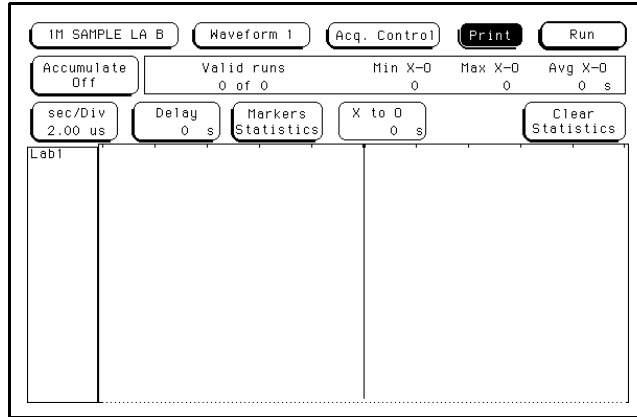 1M SAMPLE LA B Waveform 1 Acq. Control Print Run
Accumulate Off
Valid runs Min X-O Max X-O Avg X-O
0 of 0 0 0 0 s
sec/Div
2.00 us
Delay
0 s
Markers
Statistics
X to O
0 s
Clear
Statistics
Lab1